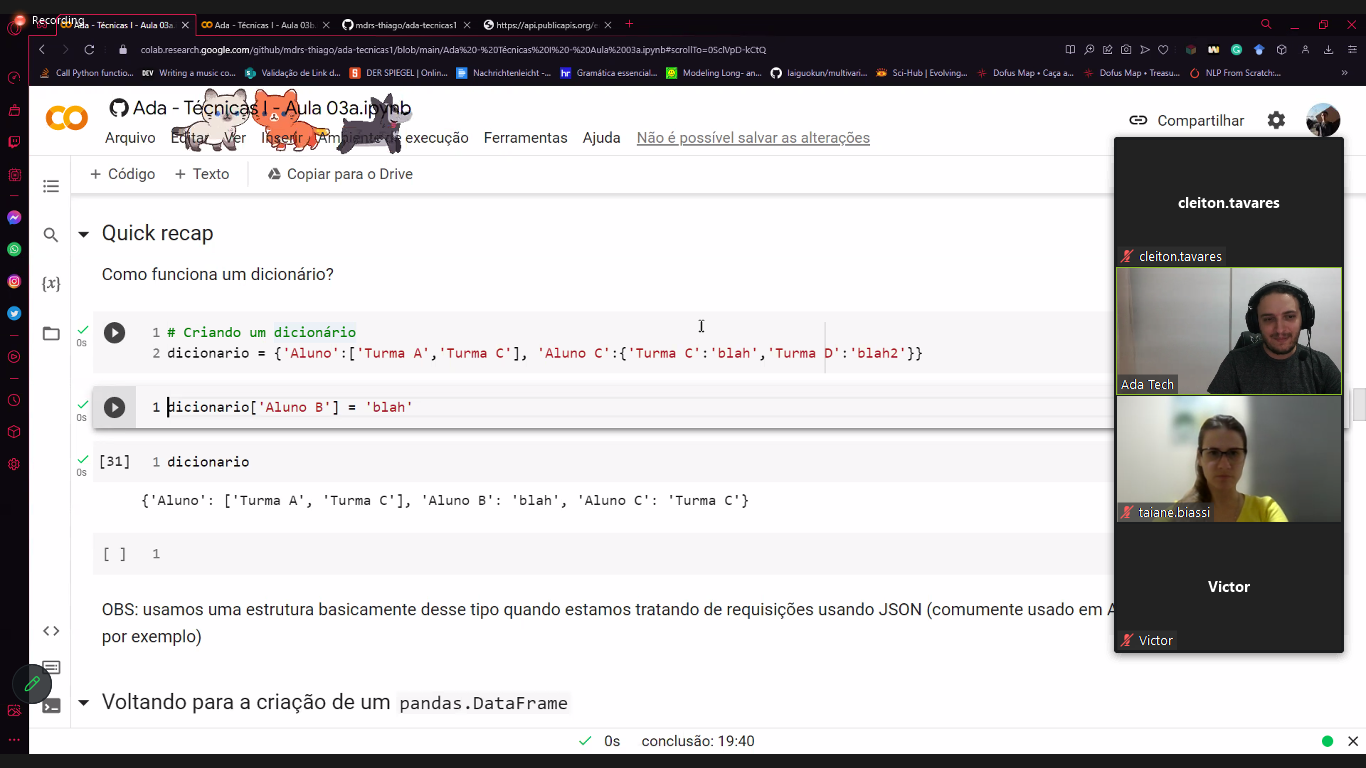 Recording
Ada - Técnicas I - Aula 03a.
Ada - Técnicas I - Aula 03b.
mdrs-thiago/ada-tecnicas1
https://api.publicapis.org/e
colab.research.google.com/github/mdrs-thiago/ada-tecnicas1/blob/main/Ada%20-%20Técnicas%20I%20-%20Aula%2003a.ipynb#scrollTo=0SclVpD-kCtQ
Call Python functio...
DEV Writing a music co...
Validação de Link d...
DER SPIEGEL | Onlin...
Nachrichtenleicht -...
hr Gramática essencial...
Modeling Long- an...
laiguokun/multivari...
Sci-Hub | Evolving...
Dofus Map • Caça a...
Dofus Map • Treasu...
NLP From Scratch:...
Ada - Técnicas I - Aula 03a.ipynb
Arquivo Editar Ver Inserir Ambiente de execução Ferramentas Ajuda Não é possível salvar as alterações
Compartilhar
+ Código + Texto Copiar para o Drive
Quick recap
Como funciona um dicionário?
0s
1 # Criando um dicionário
2 dicionario = {'Aluno':['Turma A','Turma C'], 'Aluno C':{'Turma C':'blah','Turma D':'blah2'}}
0s
1 dicionario['Aluno B'] = 'blah'
0s
[31] 1 dicionario
{'Aluno': ['Turma A', 'Turma C'], 'Aluno B': 'blah', 'Aluno C': 'Turma C'}
[ ] 1
OBS: usamos uma estrutura basicamente desse tipo quando estamos tratando de requisições usando JSON (comumente usado em A
por exemplo)
Voltando para a criação de um pandas.DataFrame
0s conclusão: 19:40
cleiton.tavares
cleiton.tavares
Ada Tech
taiane.biassi
Victor
Victor